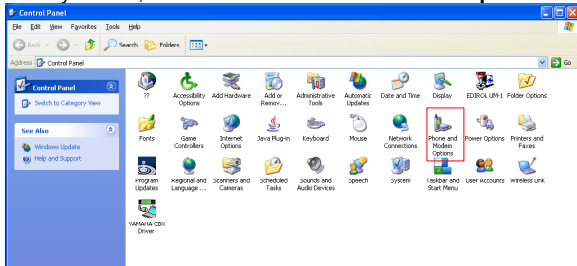 Control Panel
File Edit View Favorites Tools Help
Back Search Folders
Address Control Panel Go
Control Panel
Switch to Category View
See Also
Windows Update
Help and Support
?? Accessibility Options Add Hardware Add or Remov... Administrative Tools Automatic Updates Date and Time Display EDIROL UM-1 Folder Options
Fonts Game Controllers Internet Options Java Plug-in Keyboard Mouse Network Connections Phone and Modem Options Power Options Printers and Faxes
Program Updates Regional and Language ... Scanners and Cameras Scheduled Tasks Sounds and Audio Devices Speech System Taskbar and Start Menu User Accounts Wireless Link
YAMAHA CBX Driver